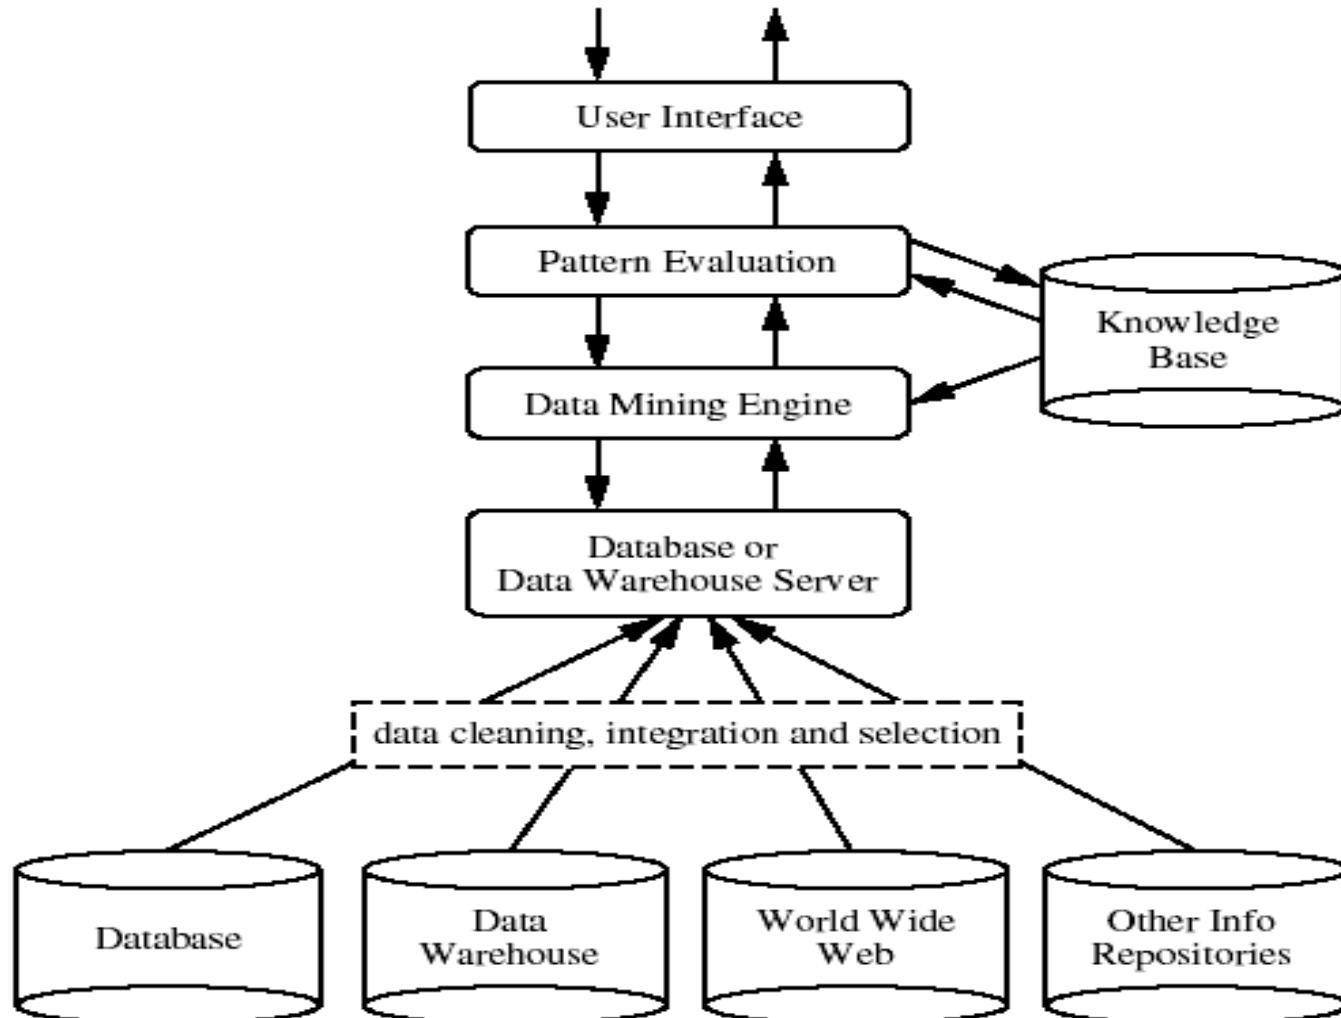 User Interface
Pattern Evaluation
Knowledge
Base
Data Mining Engine
Database or
Data Warehouse Server
data cleaning, integration and selection
Database
Data
Warehouse
World Wide
Web
Other Info
Repositories